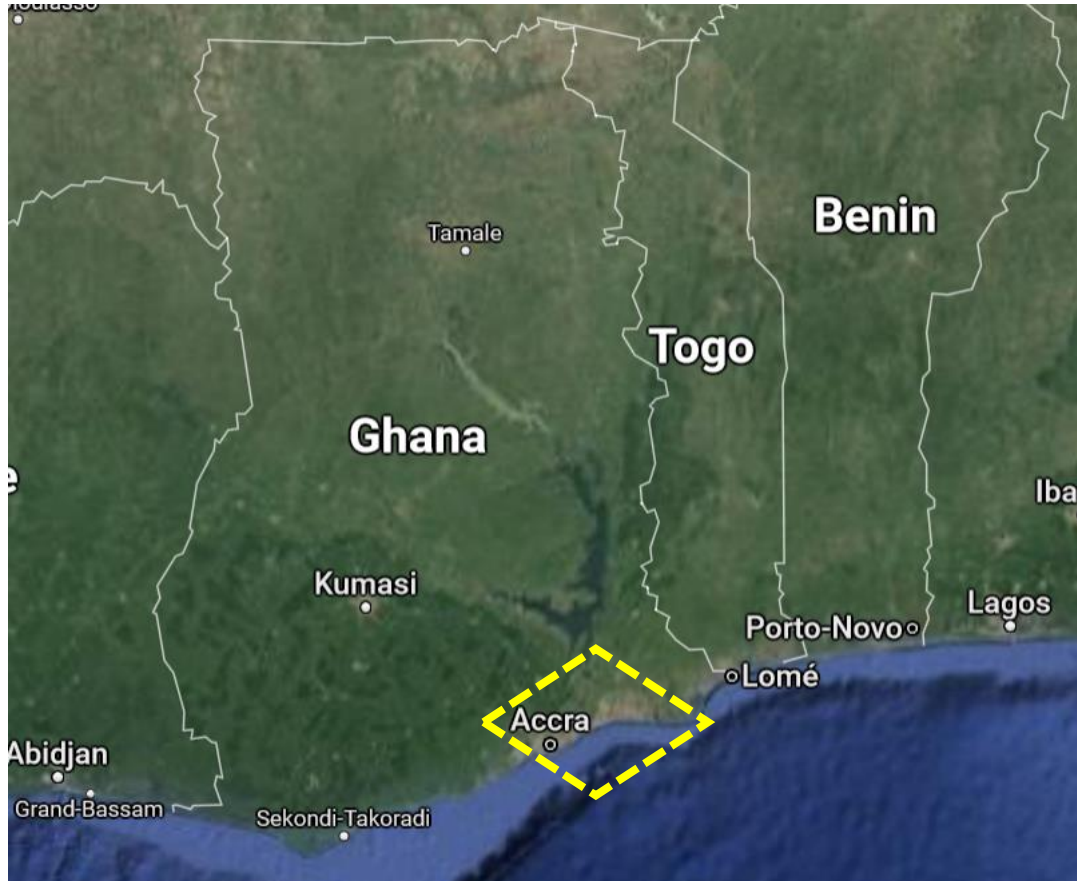 Tamale
Benin
Togo
Ghana
Kumasi
Porto-Novo
Lagos
Lomé
Accra
Abidjan
Grand-Bassam
Sekondi-Takoradi